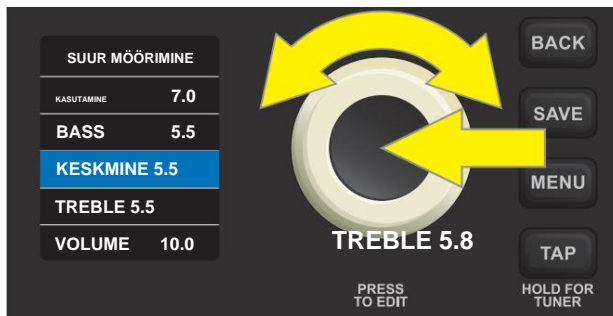 SUUR MÖÖRIMINE
KASUTAMINE 7.0
BASS 5.5
KESKMINE 5.5
TREBLE 5.5
VOLUME 10.0
TREBLE 5.8
PRESS
TO EDIT
BACK
SAVE
MENU
TAP
HOLD FOR
TUNER